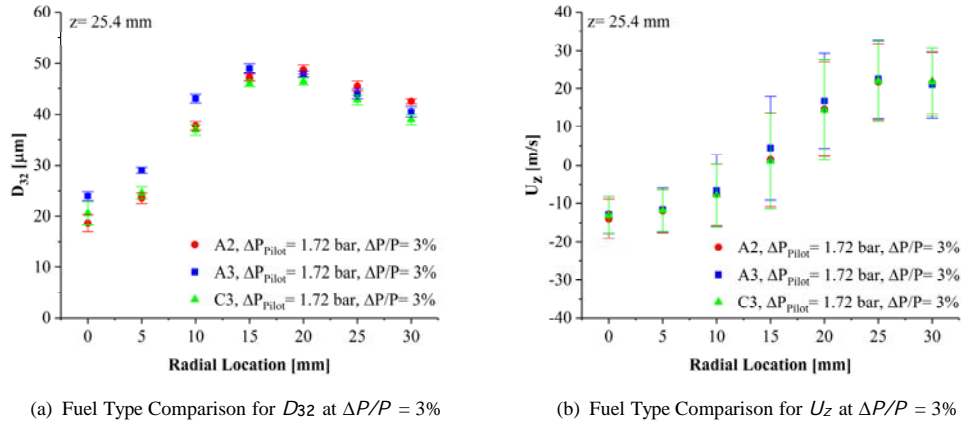 z= 25.4 mm
60
50
40
30
20
10
0
D32 [μm]
A2, ΔPPilot= 1.72 bar, ΔP/P= 3%
A3, ΔPPilot= 1.72 bar, ΔP/P= 3%
C3, ΔPPilot= 1.72 bar, ΔP/P= 3%
0 5 10 15 20 25 30
Radial Location [mm]
(a) Fuel Type Comparison for D32 at ΔP/P = 3%
z= 25.4 mm
40
30
20
10
0
-10
-20
-30
-40
UZ [m/s]
A2, ΔPPilot= 1.72 bar, ΔP/P= 3%
A3, ΔPPilot= 1.72 bar, ΔP/P= 3%
C3, ΔPPilot= 1.72 bar, ΔP/P= 3%
0 5 10 15 20 25 30
Radial Location [mm]
(b) Fuel Type Comparison for Uz at ΔP/P = 3%